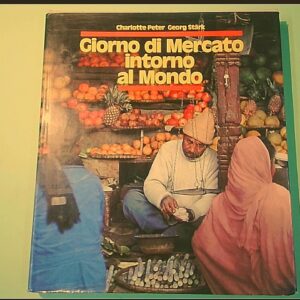 Charlotte Peter Georg Stärk
Giorno di Mercato
intorno
al Mondo